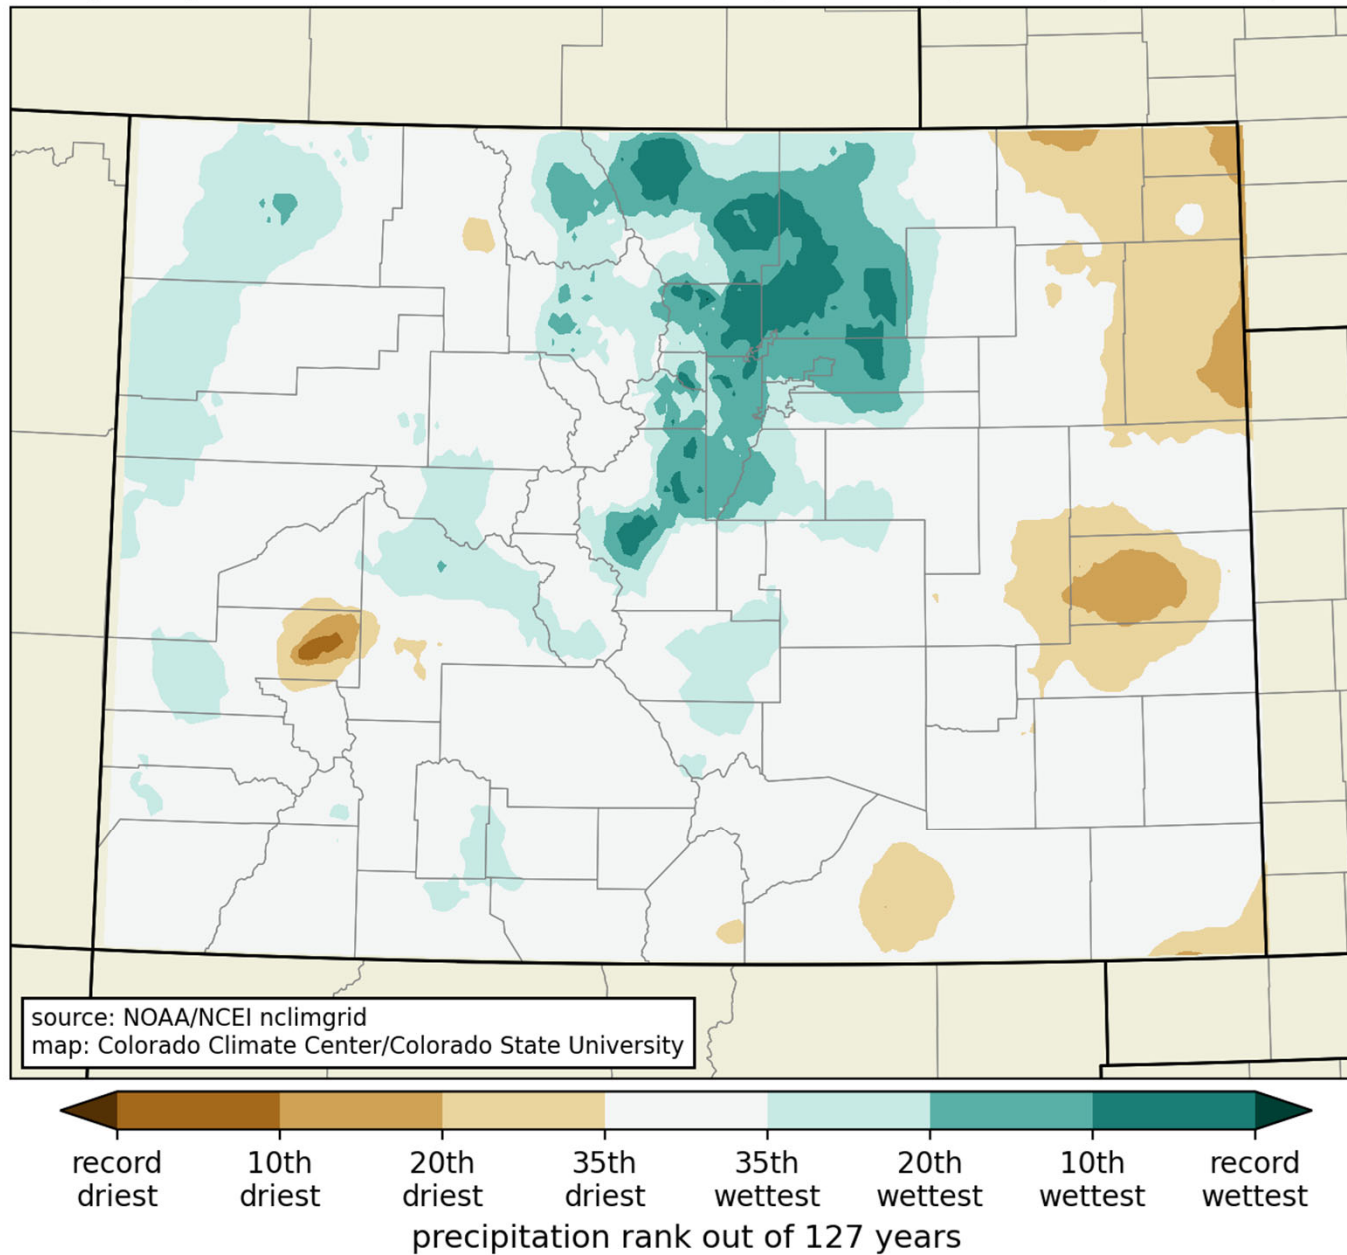 source: NOAA/NCEI nclimgrid
map: Colorado Climate Center/Colorado State University
record driest
10th driest
20th driest
35th driest
35th wettest
20th wettest
10th wettest
record wettest
precipitation rank out of 127 years